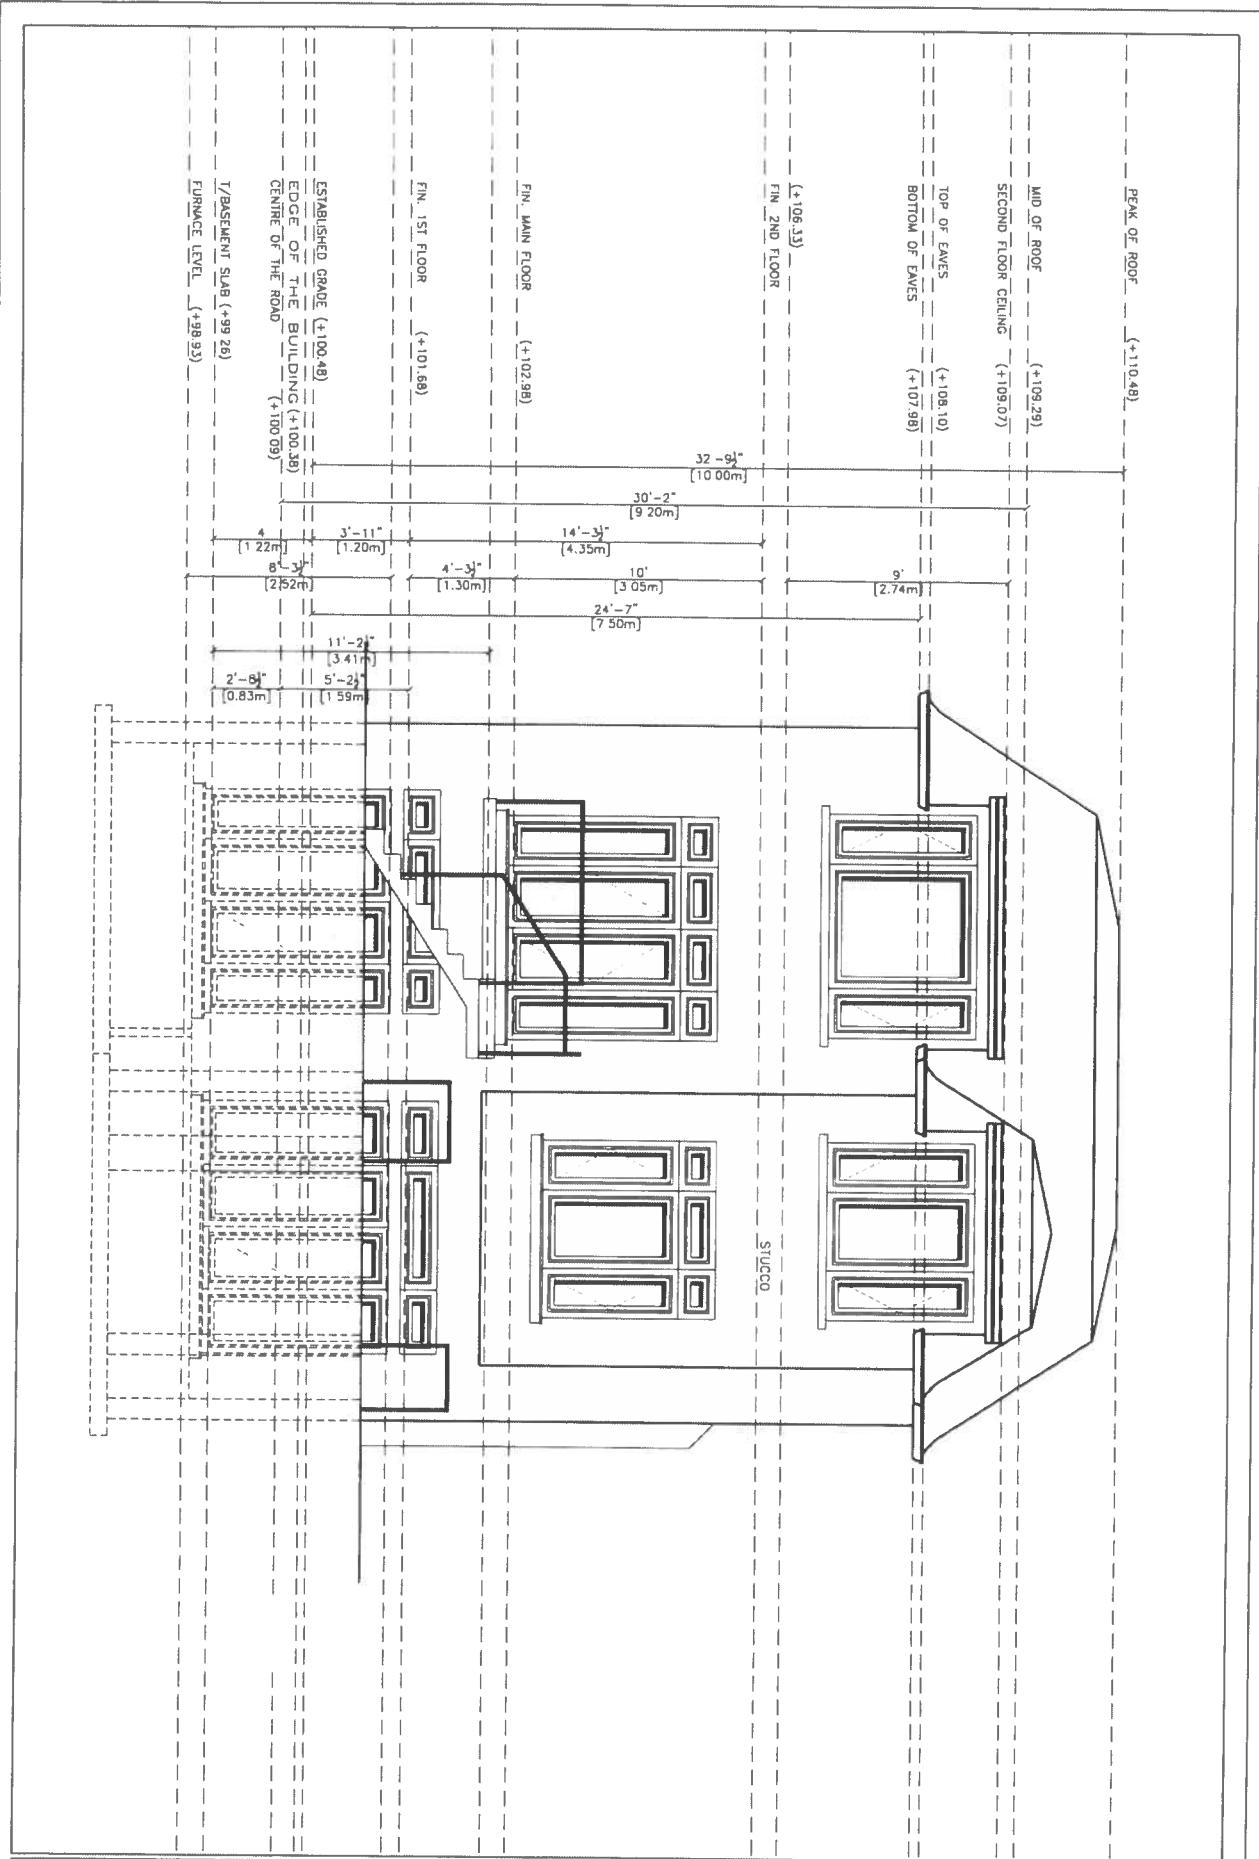 PEAK OF ROOF (+110.48)
MID OF ROOF (+109.29)
SECOND FLOOR CEILING (+109.07)
TOP OF EAVES (+108.10)
BOTTOM OF EAVES (+107.98)
(+106.33)
FIN 2ND FLOOR
FIN. MAIN FLOOR (+102.98)
FIN. 1ST FLOOR (+101.68)
ESTABLISHED GRADE (+100.48)
EDGE OF THE BUILDING (+100.38)
CENTRE OF THE ROAD (+100 09)
T/BASEMENT SLAB (+99 26)
FURNACE LEVEL (+98.93)
32 -9½"
[10 00m]
30'-2"
[9 20m]
4
[1 22m]
3'-11"
[1.20m]
14'-3½"
[4.35m]
8'-3½"
[2.52m]
4'-3½"
[1.30m]
10'
[3 05m]
9'
[2.74m]
24'-7"
[7 50m]
[3.41m]
2'-8½"
[0.83m]
5'-2½"
[1 59m]
STUCCO